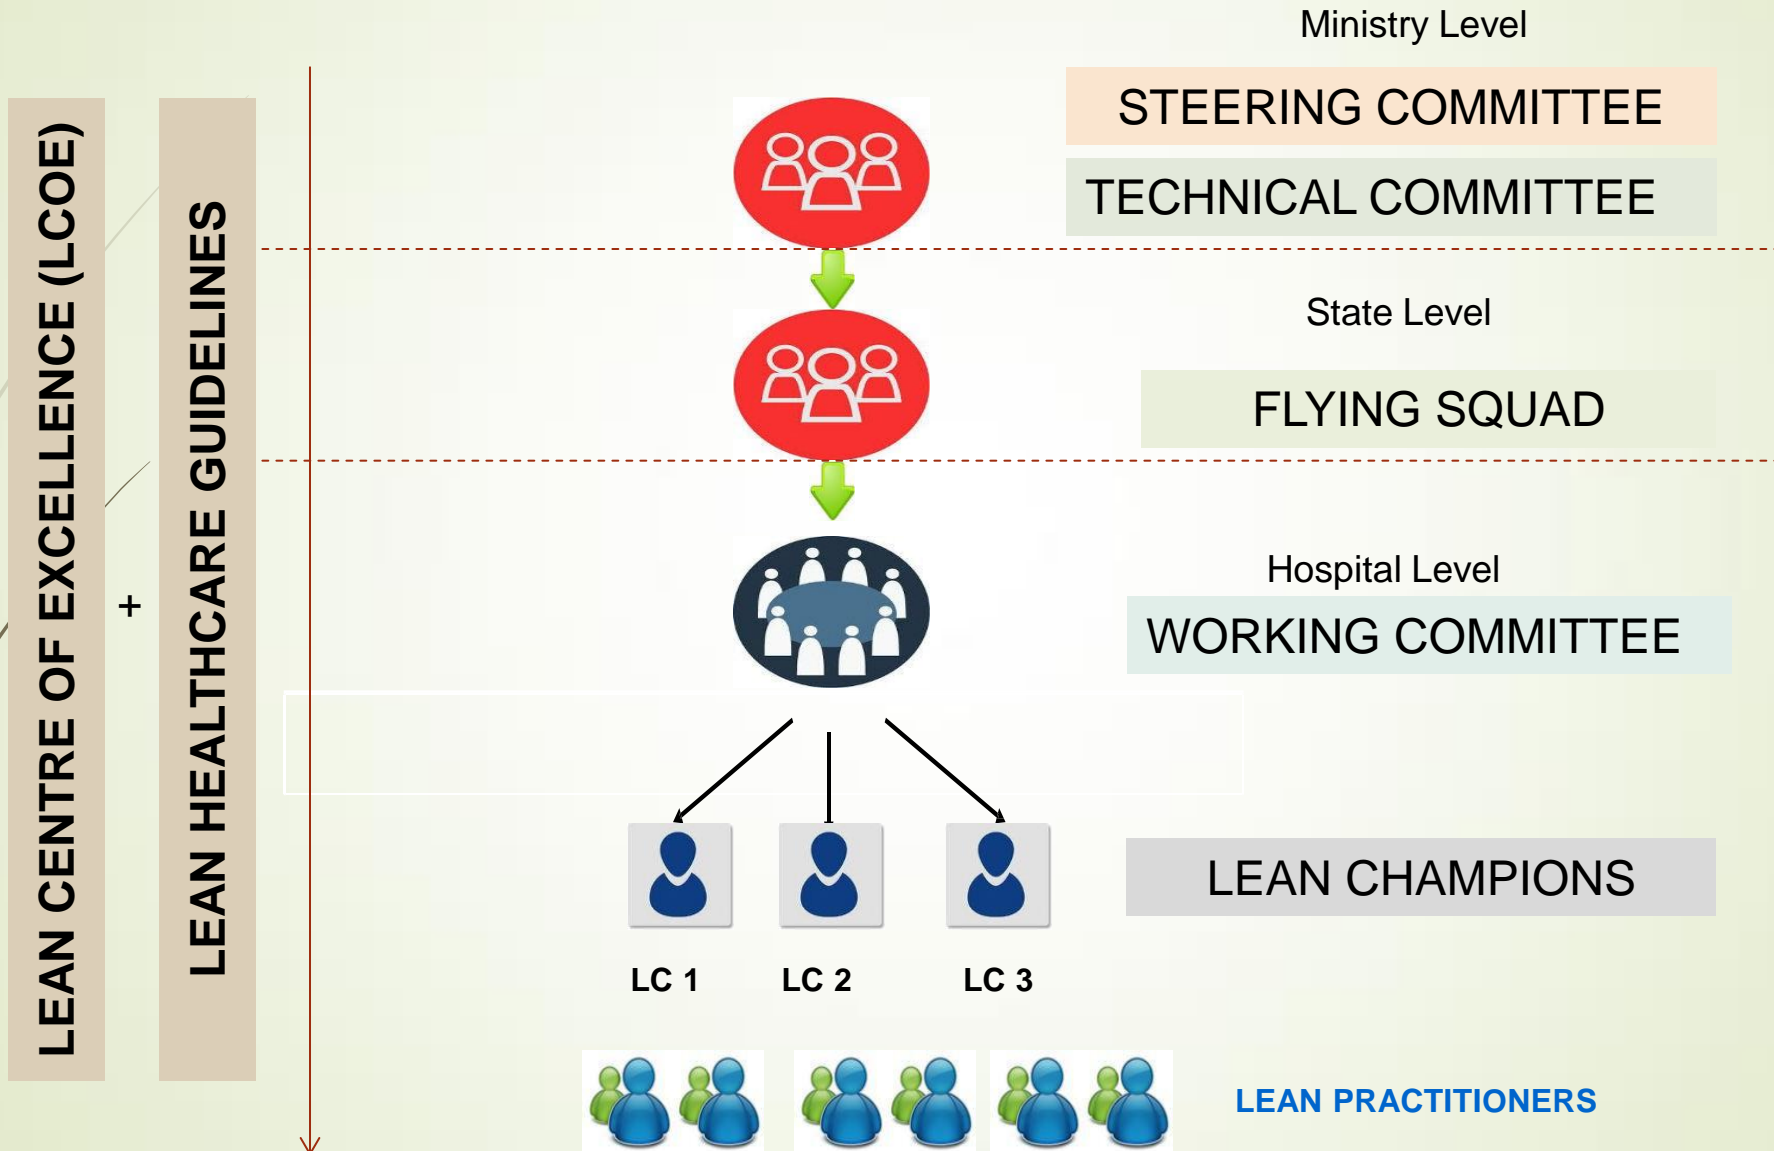 LEAN CENTRE OF EXCELLENCE (LCOE)
+
LEAN HEALTHCARE GUIDELINES
Ministry Level
STEERING COMMITTEE
TECHNICAL COMMITTEE
State Level
FLYING SQUAD
Hospital Level
WORKING COMMITTEE
LEAN CHAMPIONS
LC 1
LC 2
LC 3
LEAN PRACTITIONERS